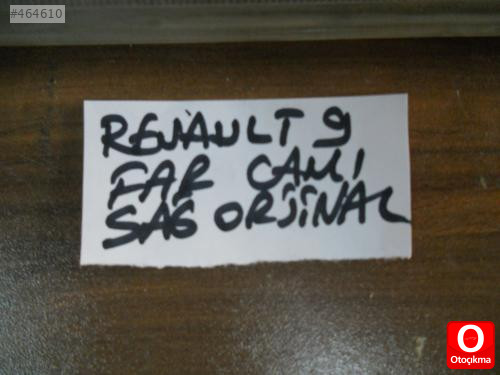 #464610
RENAULT 9
FAR CAMI
SAĞ ORJİNAL
O
Otoçıkma